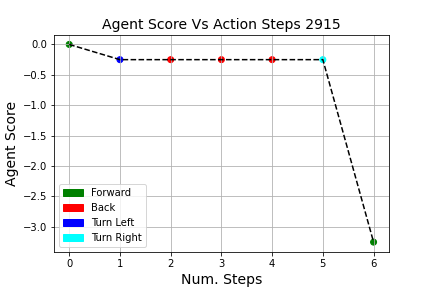 Agent Score Vs Action Steps 2915
Agent Score
0.0
−0.5
−1.0
−1.5
−2.0
−2.5
−3.0
Forward
Back
Turn Left
Turn Right
0 1 2 3 4 5 6
Num. Steps